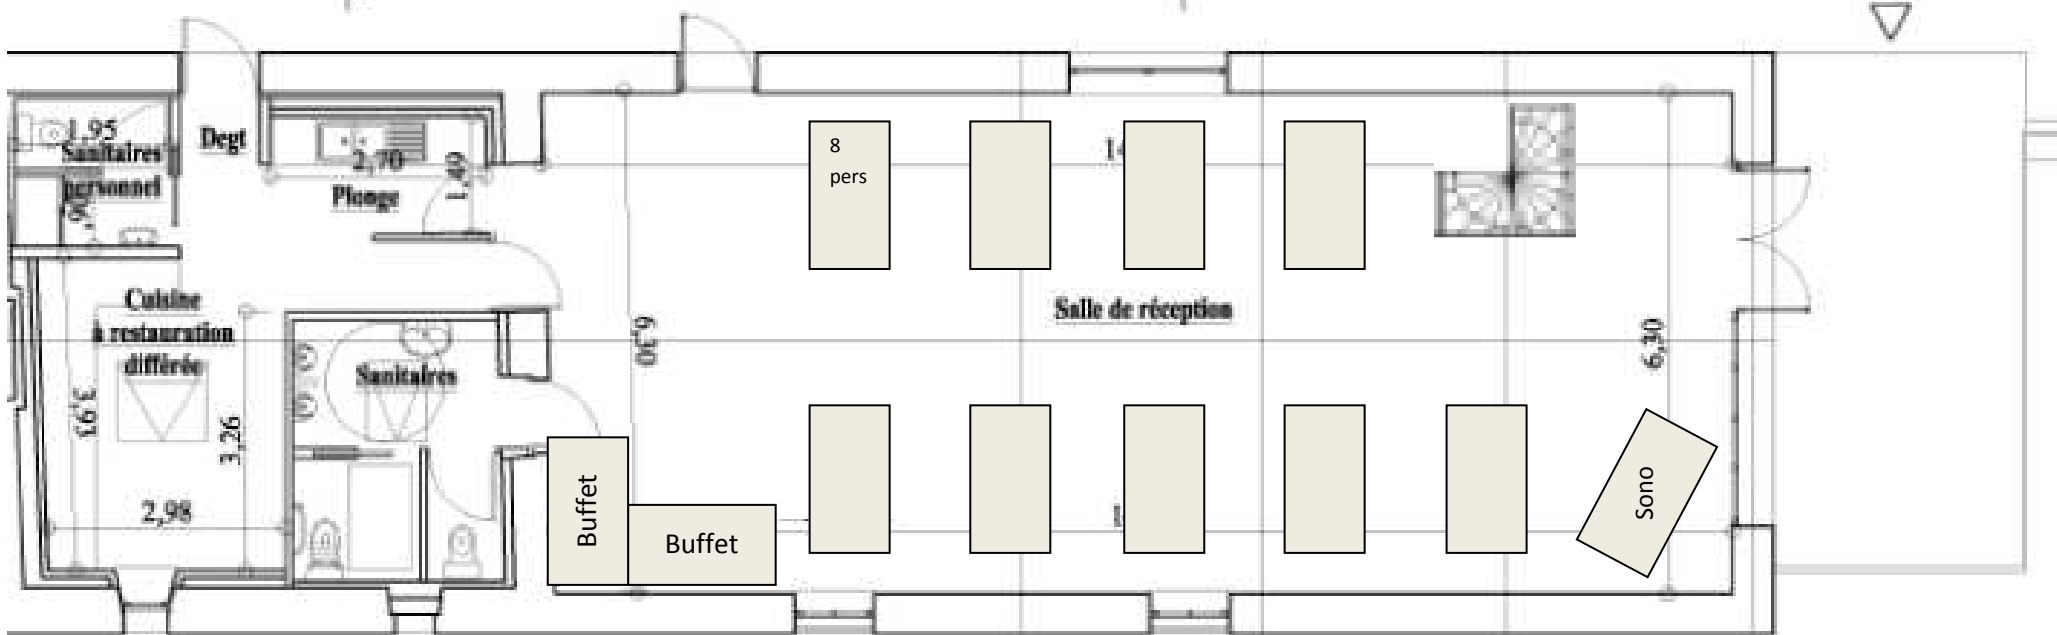 1,95
Sanitaires
personnel
Degt
2,70
Plonge
1,49
8
pers
Cuisine
à restauration
différée
3,93
3,26
2,98
Sanitaires
6,30
Salle de réception
6,30
Buffet
Buffet
Sono